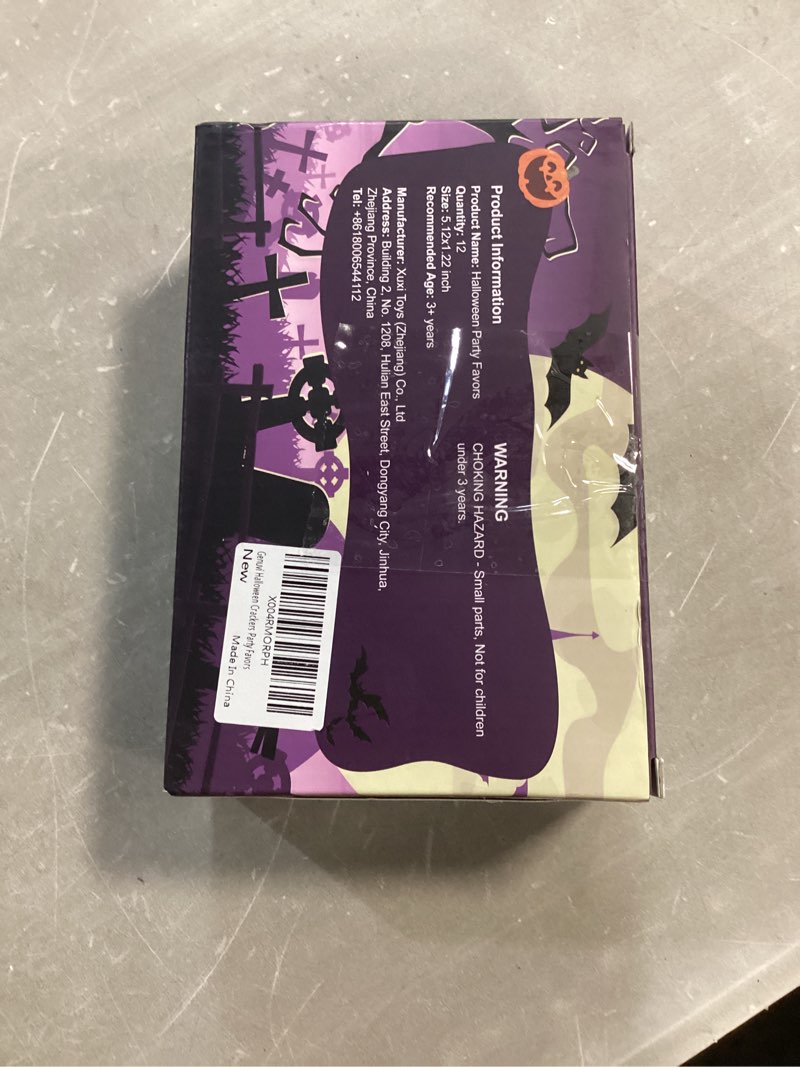 Product Information
Product Name: Halloween Party Favors
Quantity: 12
Size: 5.12x1.22 inch
Recommended Age: 3+ years
WARNING
CHOKING HAZARD - Small parts, Not for children
under 3 years.
Manufacturer: Xuxi Toys (Zhejiang) Co., Ltd
Address: Building 2, No. 1208, Hulian East Street, Dongyang City, Jinhua,
Zhejiang Province, China
Tel: +8618006544112
X004RMORPH
Genuvi Halloween Crackers Party Favors
New
Made In China